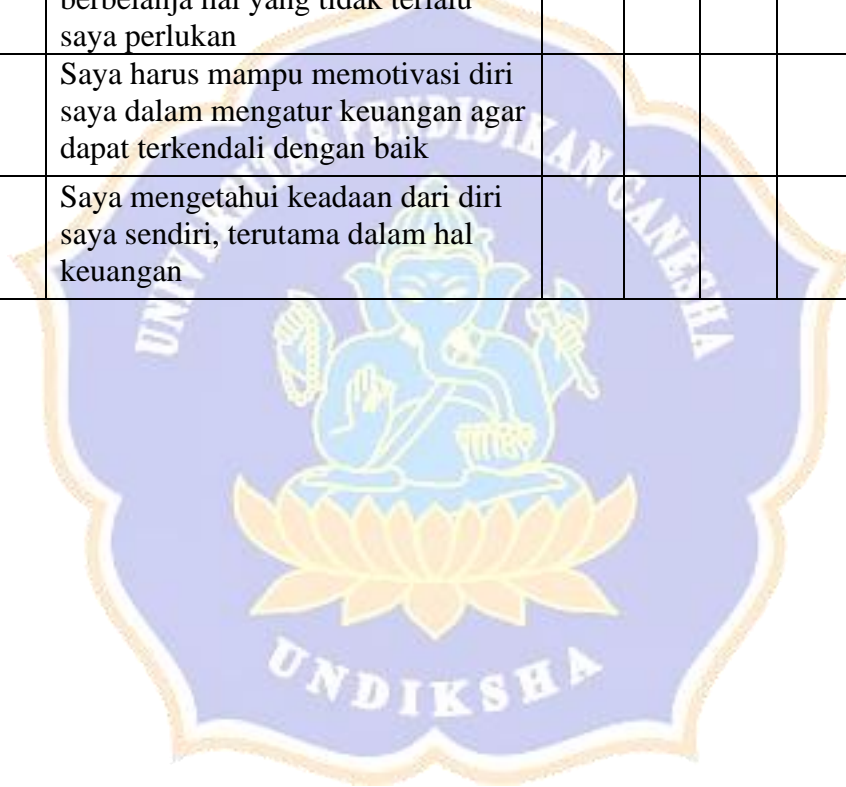 berbelanja hal yang tidak terlalu
saya perlukan
Saya harus mampu memotivasi diri
saya dalam mengatur keuangan agar
dapat terkendali dengan baik
Saya mengetahui keadaan dari diri
saya sendiri, terutama dalam hal
keuangan
UNIVERSITAS PENDIDIKAN GANESHA
UNDIKSHA